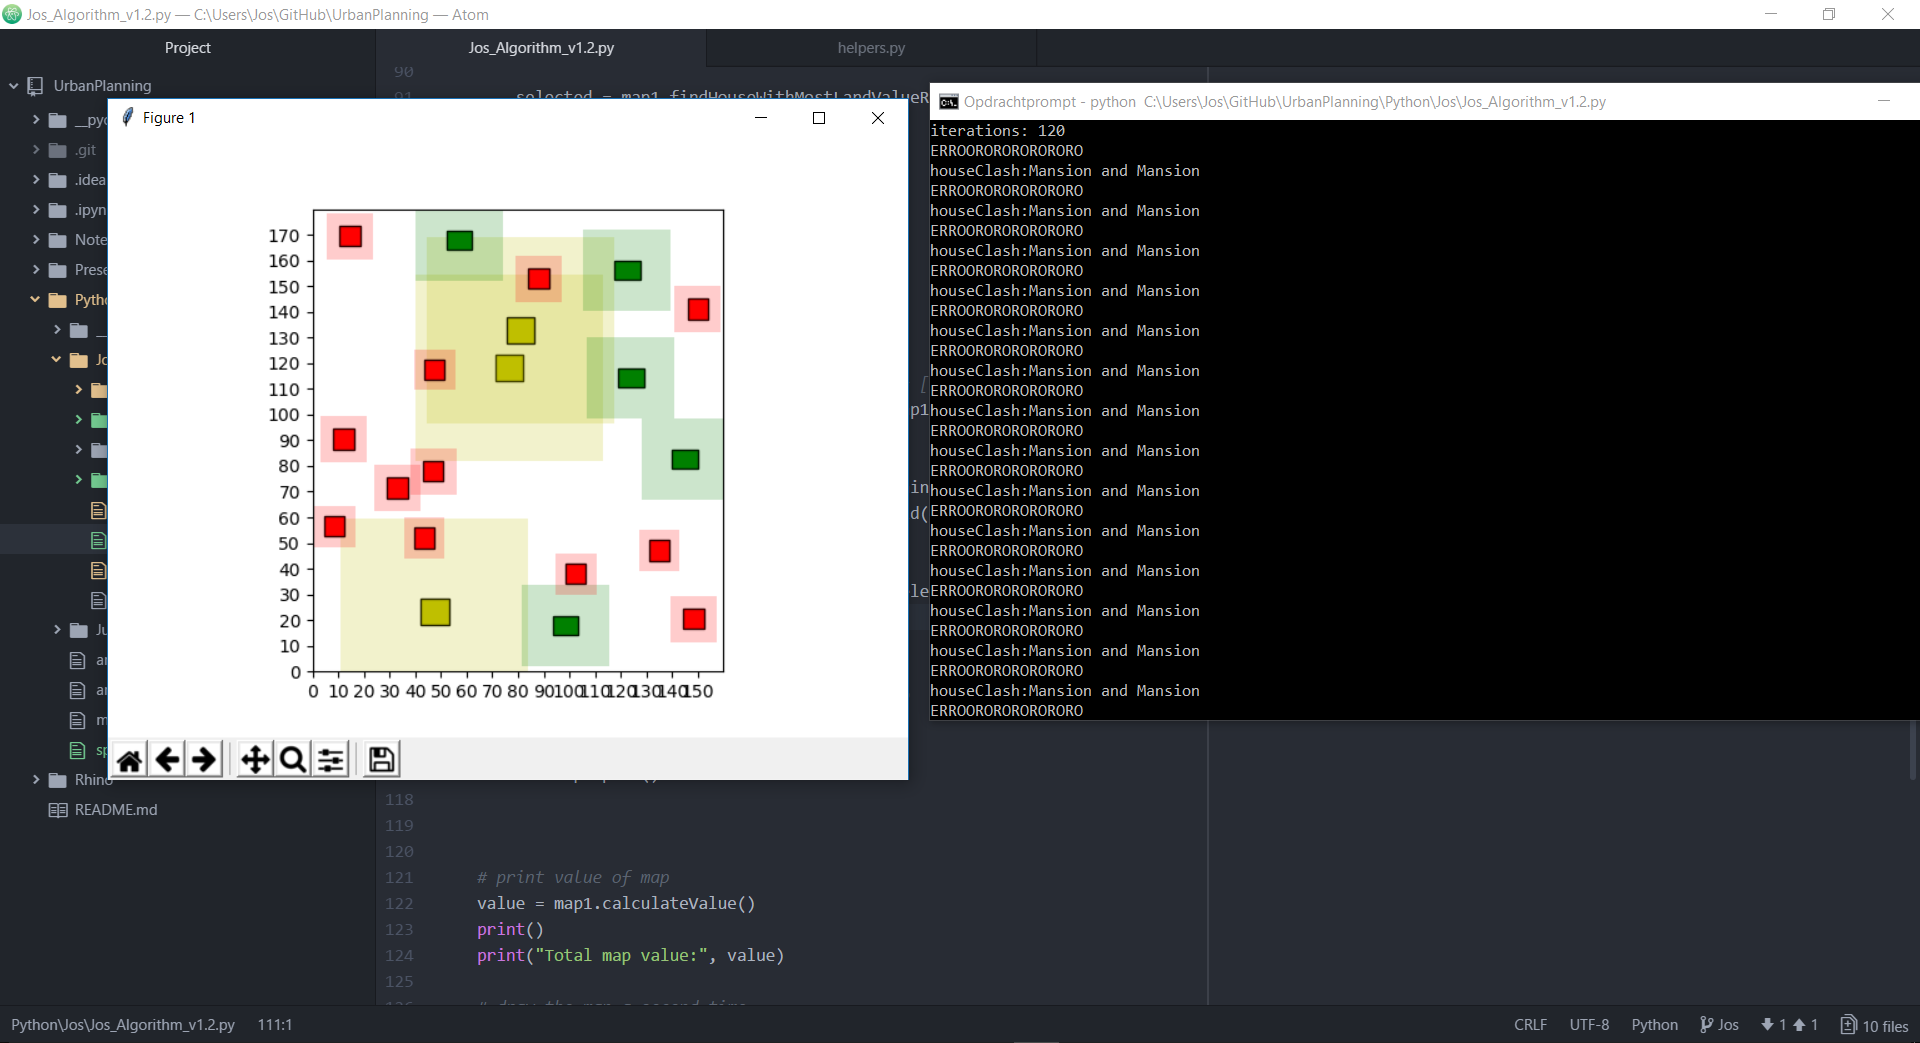 Jos_Algorithm_v1.2.py — C:\Users\Jos\GitHub\UrbanPlanning — Atom
Project
Jos_Algorithm_v1.2.py
helpers.py
UrbanPlanning
.git
.idea
.ipyn
Note
Prese
Pytho
Rhino
README.md
90
91
selected = map1.findHouseWithMostLandValueR
118
119
120
121 # print value of map
122 value = map1.calculateValue()
123 print()
124 print("Total map value:", value)
125
Figure 1
170
160
150
140
130
120
110
100
90
80
70
60
50
40
30
20
10
0
0 10 20 30 40 50 60 70 80 90 100 110 120 130 140 150
Opdrachtprompt - python C:\Users\Jos\GitHub\UrbanPlanning\Python\Jos\Jos_Algorithm_v1.2.py
iterations: 120
ERROORORORORORORO
houseClash:Mansion and Mansion
ERROORORORORORORO
houseClash:Mansion and Mansion
ERROORORORORORORO
houseClash:Mansion and Mansion
ERROORORORORORORO
houseClash:Mansion and Mansion
ERROORORORORORORO
houseClash:Mansion and Mansion
ERROORORORORORORO
houseClash:Mansion and Mansion
ERROORORORORORORO
houseClash:Mansion and Mansion
ERROORORORORORORO
houseClash:Mansion and Mansion
ERROORORORORORORO
houseClash:Mansion and Mansion
ERROORORORORORORO
houseClash:Mansion and Mansion
ERROORORORORORORO
houseClash:Mansion and Mansion
ERROORORORORORORO
houseClash:Mansion and Mansion
ERROORORORORORORO
houseClash:Mansion and Mansion
ERROORORORORORORO
houseClash:Mansion and Mansion
ERROORORORORORORO
Python\Jos\Jos_Algorithm_v1.2.py 111:1
CRLF UTF-8 Python Jos 1 1 10 files